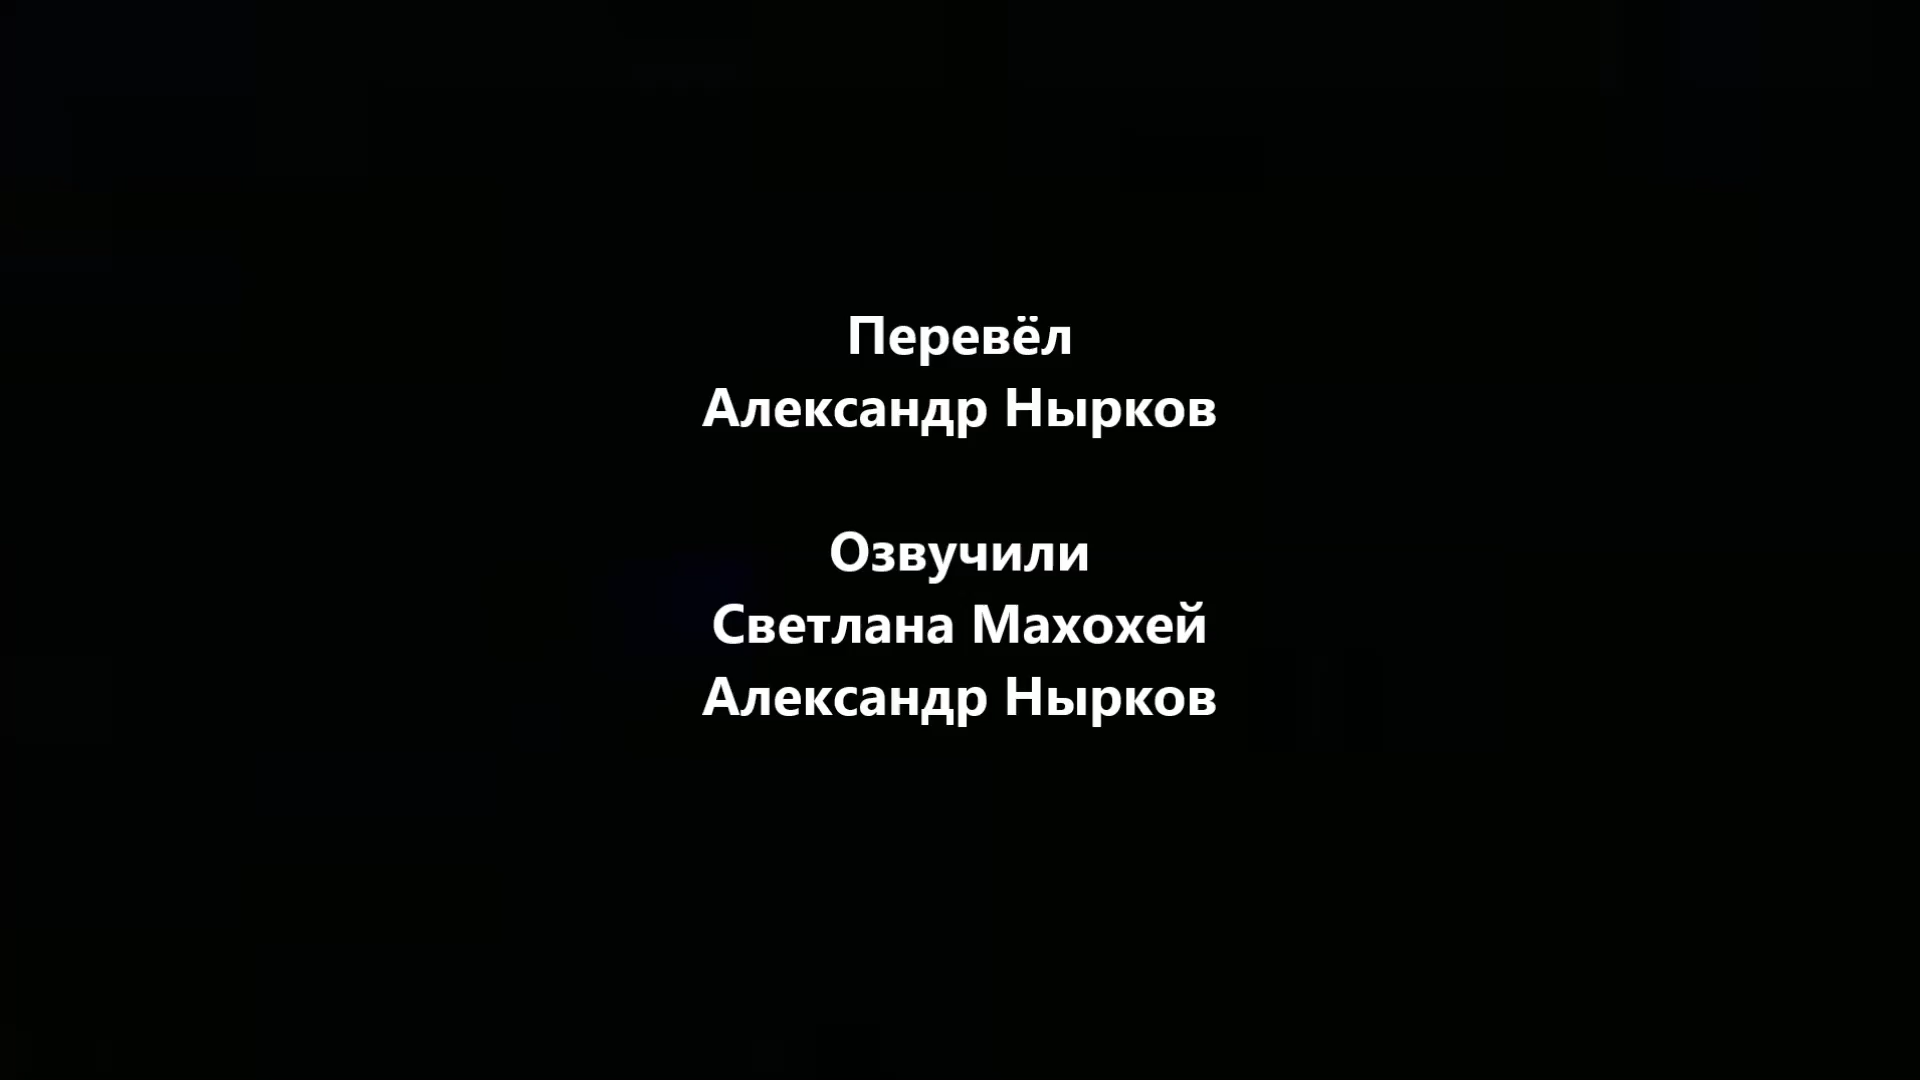 Перевёл
Александр Нырков
Озвучили
Светлана Махохей
Александр Нырков